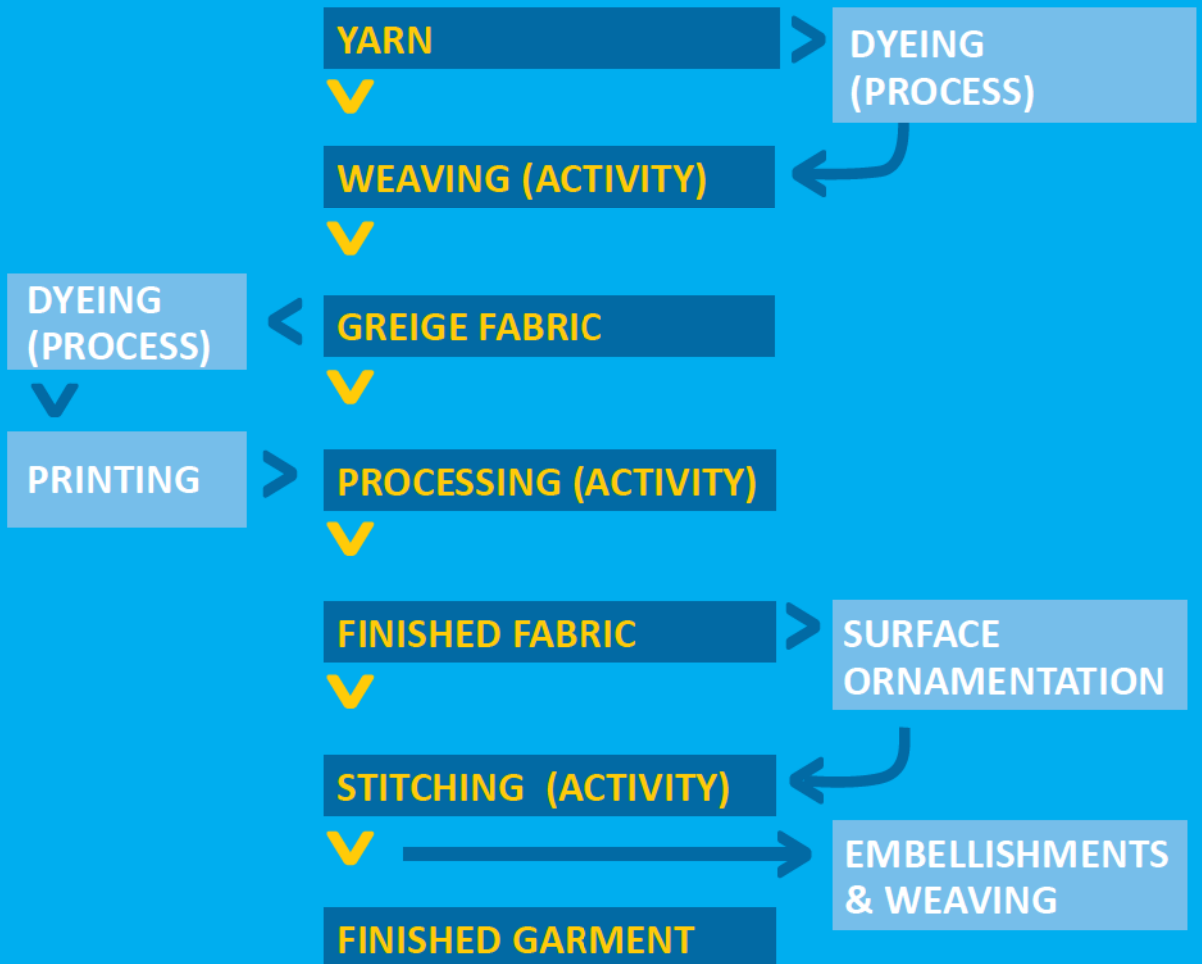 YARN
DYEING
(PROCESS)
WEAVING (ACTIVITY)
DYEING
(PROCESS)
GREIGE FABRIC
PRINTING
PROCESSING (ACTIVITY)
FINISHED FABRIC
SURFACE
ORNAMENTATION
STITCHING (ACTIVITY)
EMBELLISHMENTS
& WEAVING
FINISHED GARMENT